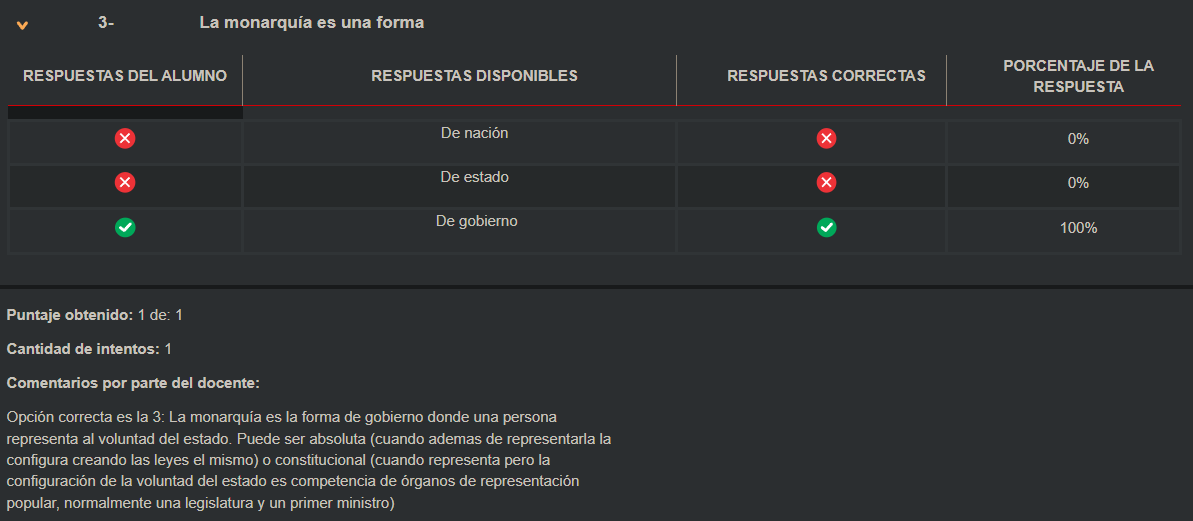 3- La monarquía es una forma
RESPUESTAS DEL ALUMNO RESPUESTAS DISPONIBLES RESPUESTAS CORRECTAS PORCENTAJE DE LA
RESPUESTA
De nación 0%
De estado 0%
De gobierno 100%
Puntaje obtenido: 1 de: 1
Cantidad de intentos: 1
Comentarios por parte del docente:
Opción correcta es la 3: La monarquía es la forma de gobierno donde una persona
representa al voluntad del estado. Puede ser absoluta (cuando ademas de representarla la
configura creando las leyes el mismo) o constitucional (cuando representa pero la
configuración de la voluntad del estado es competencia de órganos de representación
popular, normalmente una legislatura y un primer ministro)